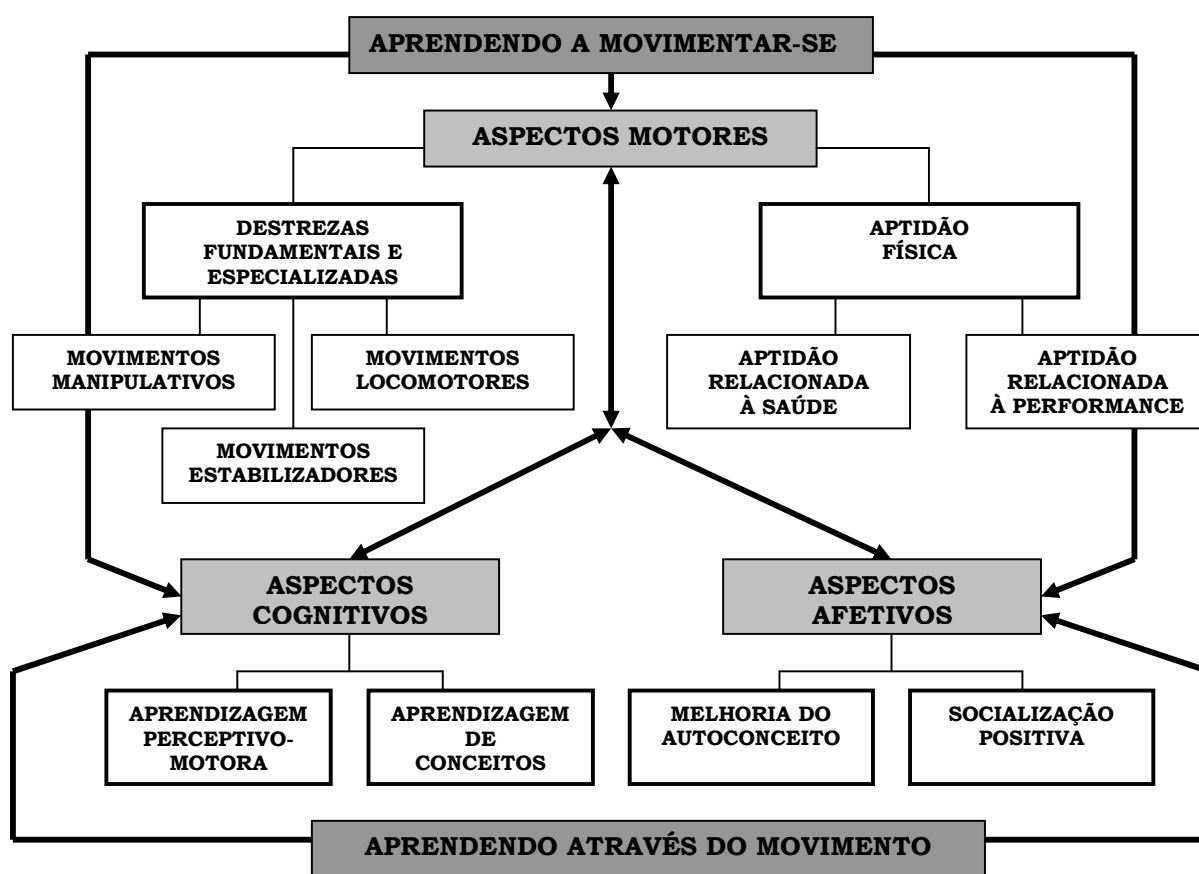 APRENDENDO A MOVIMENTAR-SE
ASPECTOS MOTORES
DESTREZAS
FUNDAMENTAIS E
ESPECIALIZADAS
APTIDÃO
FÍSICA
MOVIMENTOS
MANIPULATIVOS
MOVIMENTOS
LOCOMOTORES
APTIDÃO
RELACIONADA
À SAÚDE
APTIDÃO
RELACIONADA
À PERFORMANCE
MOVIMENTOS
ESTABILIZADORES
ASPECTOS
COGNITIVOS
ASPECTOS
AFETIVOS
APRENDIZAGEM
PERCEPTIVO-
MOTORA
APRENDIZAGEM
DE
CONCEITOS
MELHORIA DO
AUTOCONCEITO
SOCIALIZAÇÃO
POSITIVA
APRENDENDO ATRAVÉS DO MOVIMENTO